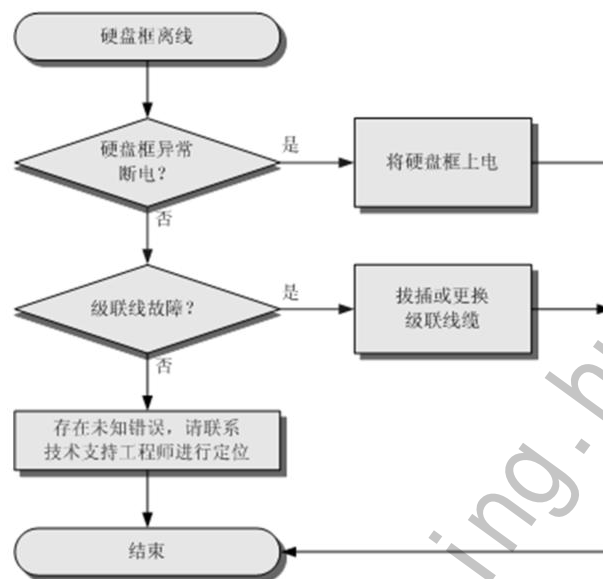 硬盘框离线
硬盘框异常
断电？
是
将硬盘框上电
否
级联线故障？
是
拔插或更换
级联线缆
否
存在未知错误，请联系
技术支持工程师进行定位
结束
ing.h